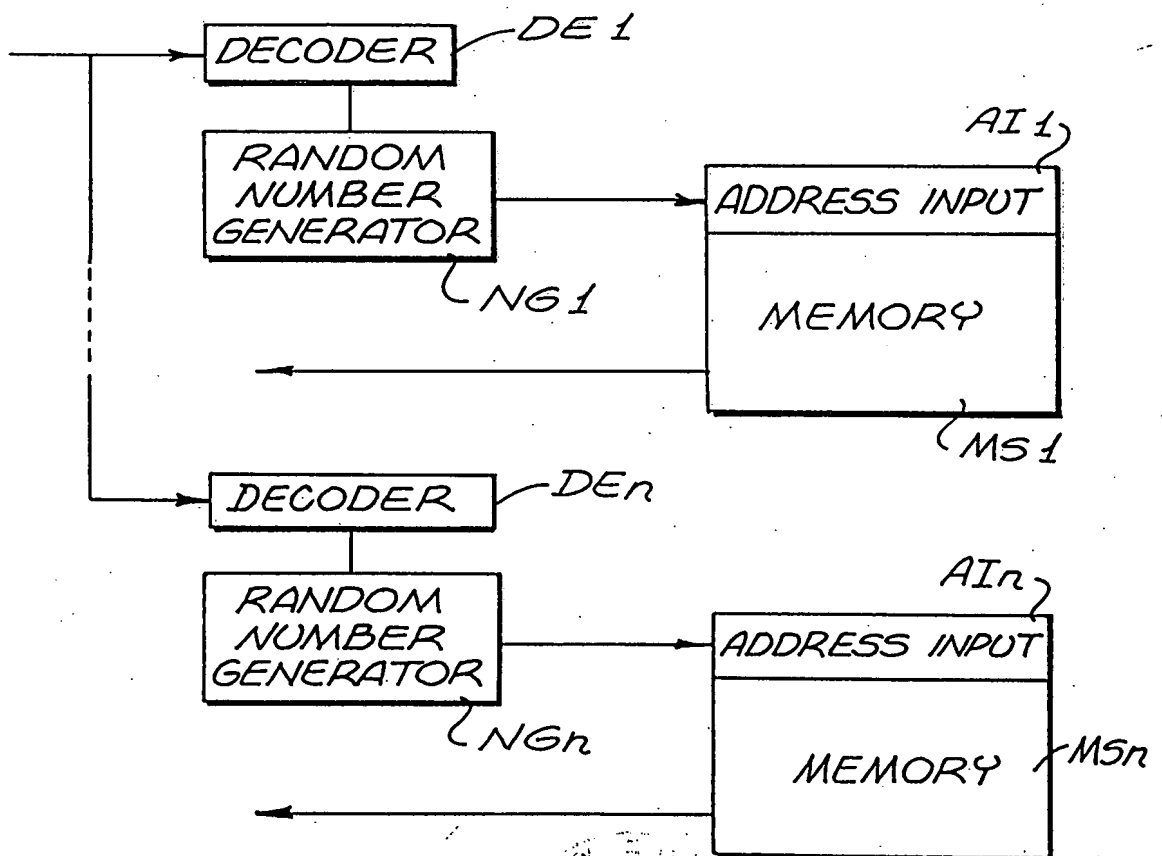 DECODER
DE 1
RANDOM
NUMBER
GENERATOR
NG 1
AI 1
ADDRESS INPUT
MEMORY
MS 1
DECODER
DEn
RANDOM
NUMBER
GENERATOR
NGn
AIn
ADDRESS INPUT
MEMORY
MSn